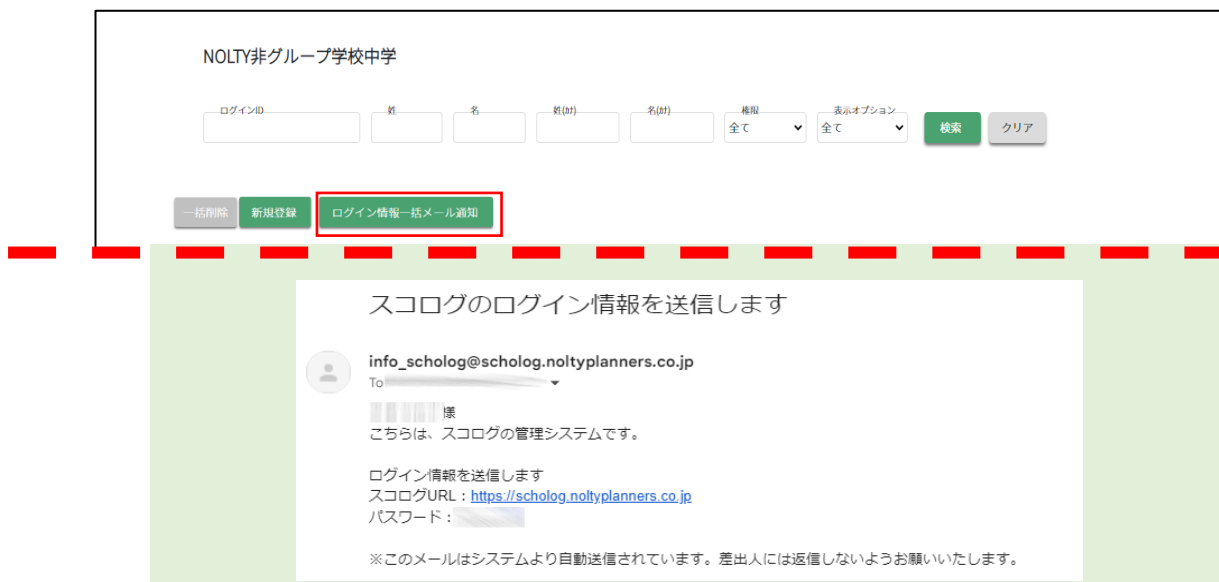 NOLTY非グループ学校中学
ログインID 姓 名 姓(ｶﾅ) 名(ｶﾅ) 権限 表示オプション
全て 全て 検索 クリア
一括削除 新規登録 ログイン情報一括メール通知
スコログのログイン情報を送信します
info_scholog@scholog.noltyplanners.co.jp
To
様
こちらは、スコログの管理システムです。
ログイン情報を送信します
スコログURL：https://scholog.noltyplanners.co.jp
パスワード：
※このメールはシステムより自動送信されています。差出人には返信しないようお願いいたします。